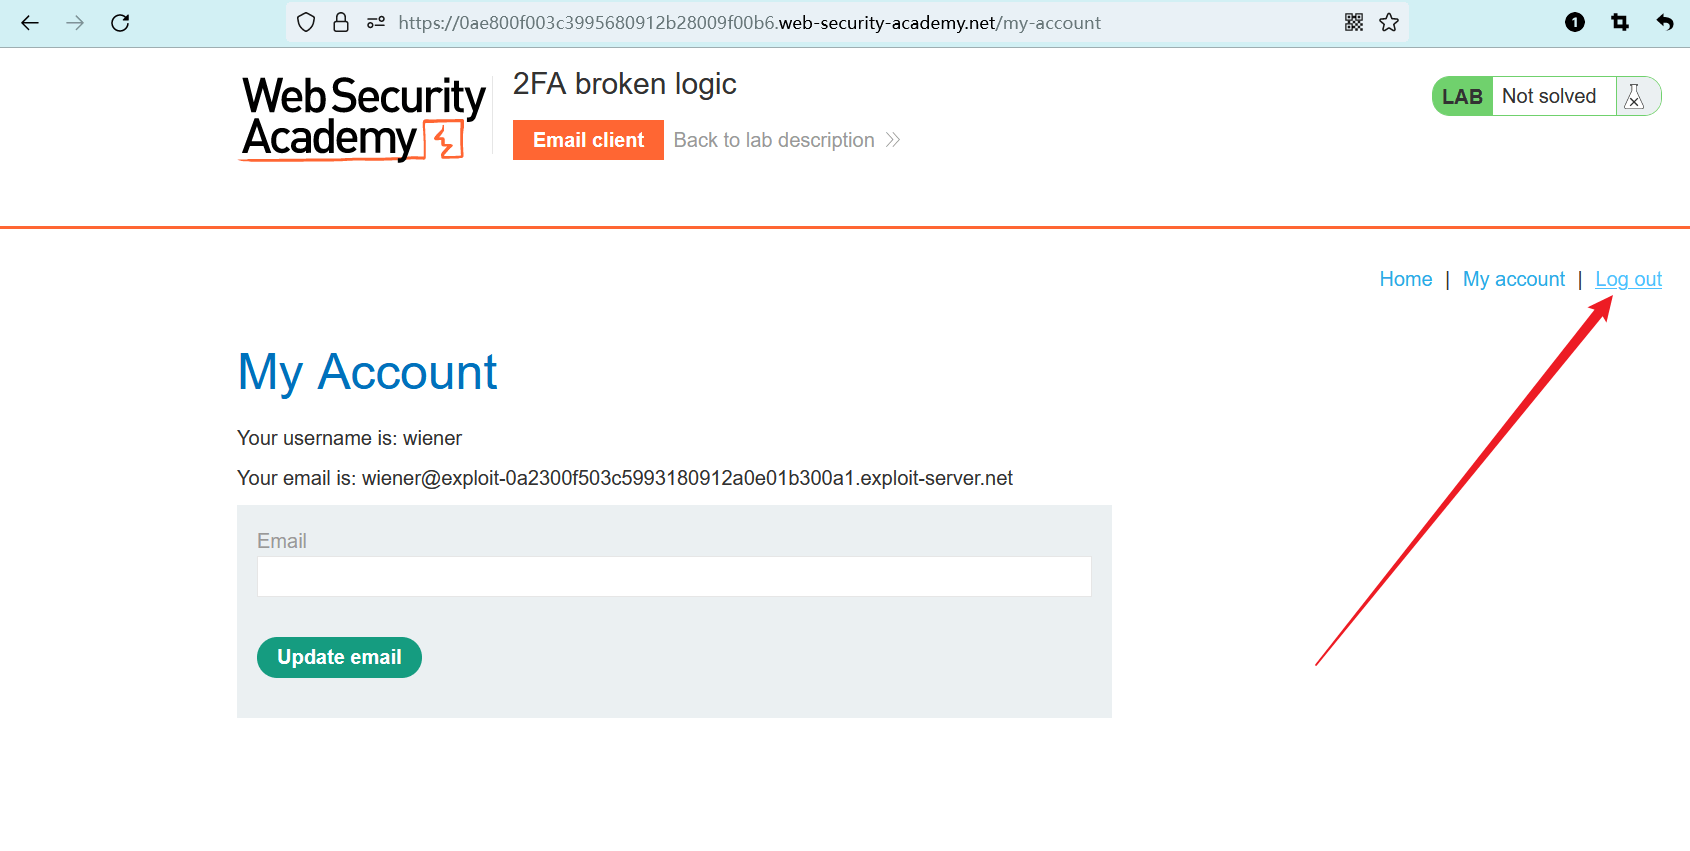 https://0ae800f003c3995680912b28009f00b6.web-security-academy.net/my-account
1
Web Security
Academy
2FA broken logic
Email client
Back to lab description
LAB Not solved
Home | My account | Log out
My Account
Your username is: wiener
Your email is: wiener@exploit-0a2300f503c5993180912a0e01b300a1.exploit-server.net
Email
Update email